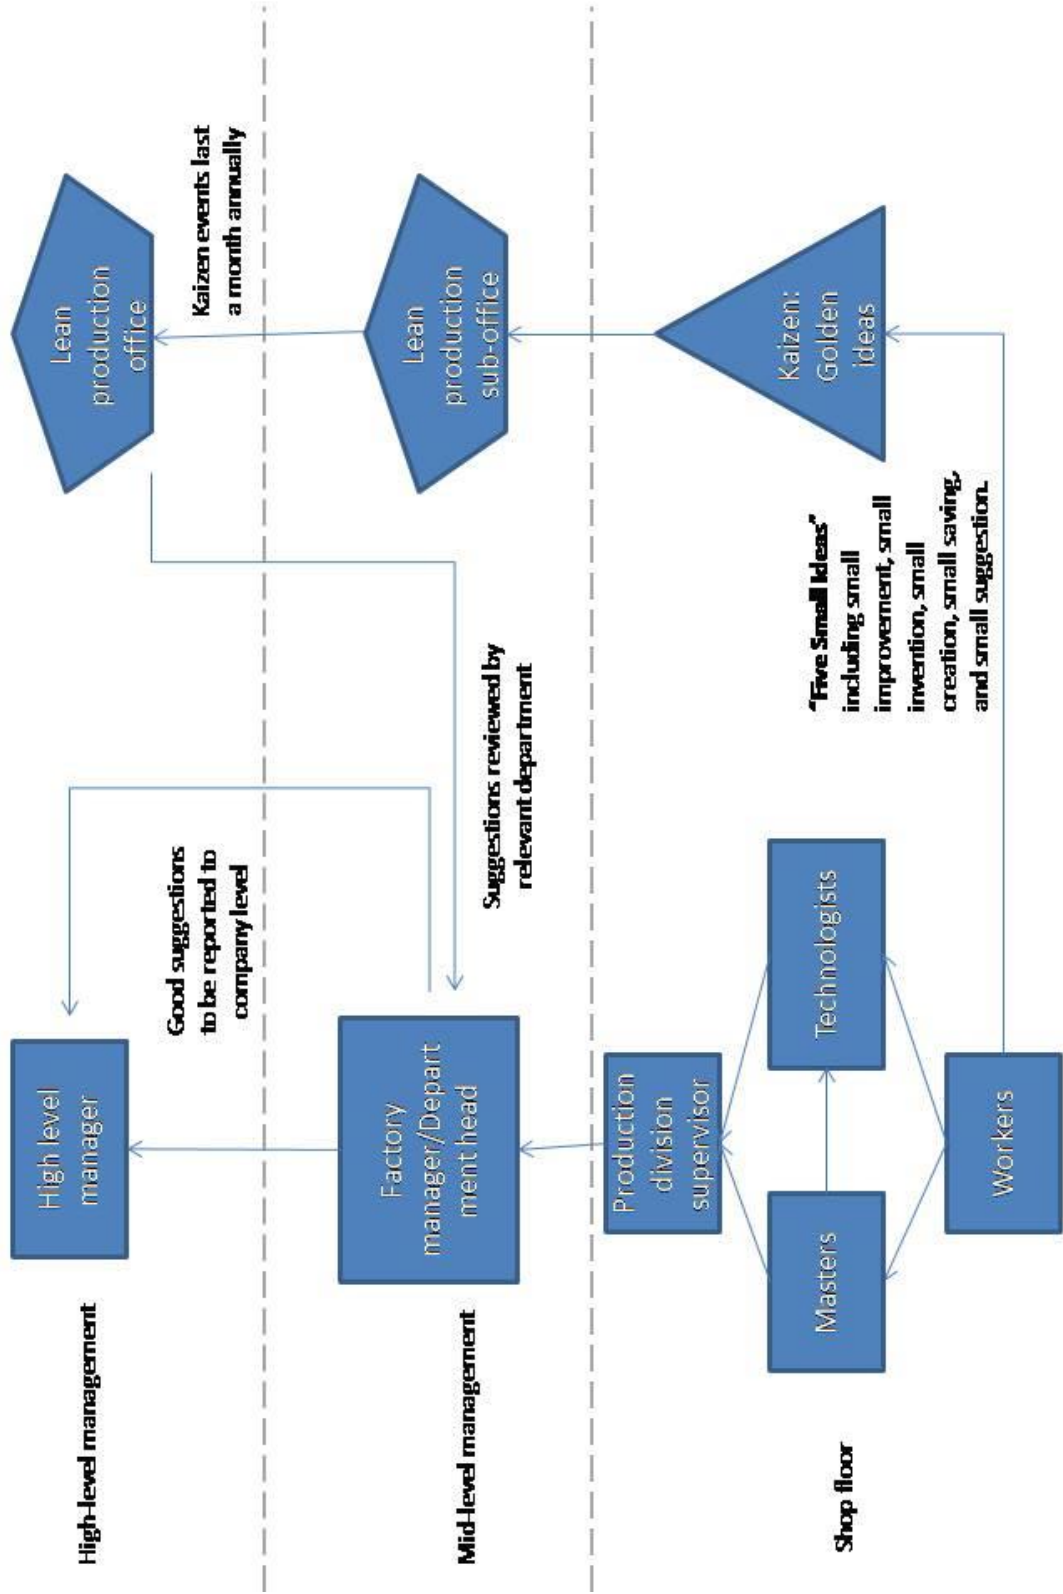 High-level management
High level
manager
Good suggestions
to be reported to
company level
Lean
production
office
Kaizen events last
a month annually
Mid-level management
Factory
manager/Depart
ment head
Suggestions reviewed by
relevant department
Lean
production
sub-office
Shop floor
Production
division
supervisor
Masters
Technologists
Workers
"Five Small Ideas"
including small
improvement, small
invention, small
creation, small saving,
and small suggestion.
Kaizen:
Golden
ideas